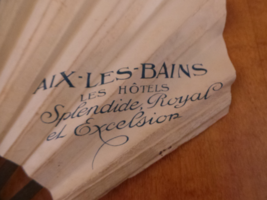 AIX-LES-BAINS
LES HÔTELS
Splendide, Royal
et Excelsior